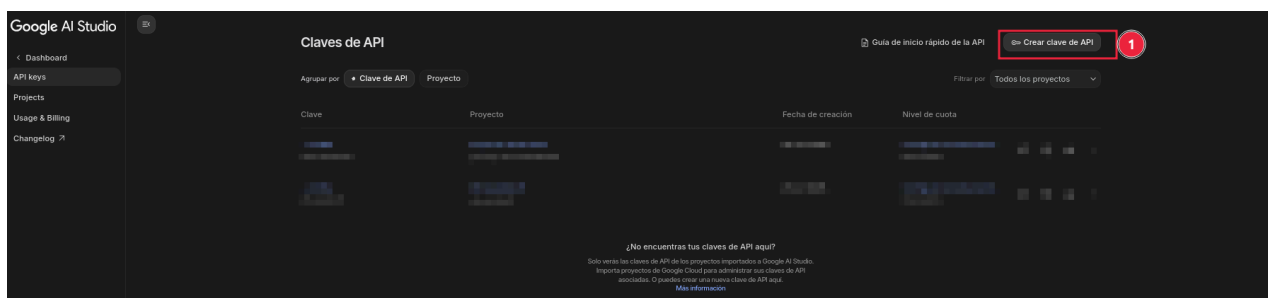 Google AI Studio
Dashboard
API keys
Projects
Usage & Billing
Changelog
Claves de API
Guía de inicio rápido de la API
Crear clave de API
1
Agrupar por
Clave de API
Proyecto
Filtrar por
Todos los proyectos
Clave
Proyecto
Fecha de creación
Nivel de cuota
¿No encuentras tus claves de API aquí?
Solo verás las claves de API de los proyectos importados a Google AI Studio.
Importa proyectos de Google Cloud para administrar sus claves de API
asociadas. O puedes crear una nueva clave de API aquí.
Más información